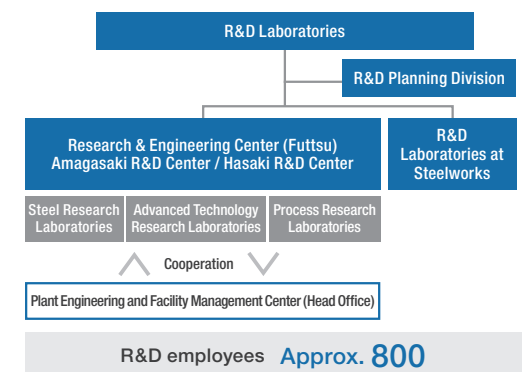 R&D Laboratories
R&D Planning Division
Research & Engineering Center (Futtsu)
Amagasaki R&D Center / Hasaki R&D Center
R&D
Laboratories at
Steelworks
Steel Research
Laboratories
Advanced Technology
Research Laboratories
Process Research
Laboratories
Cooperation
Plant Engineering and Facility Management Center (Head Office)
R&D employees Approx. 800